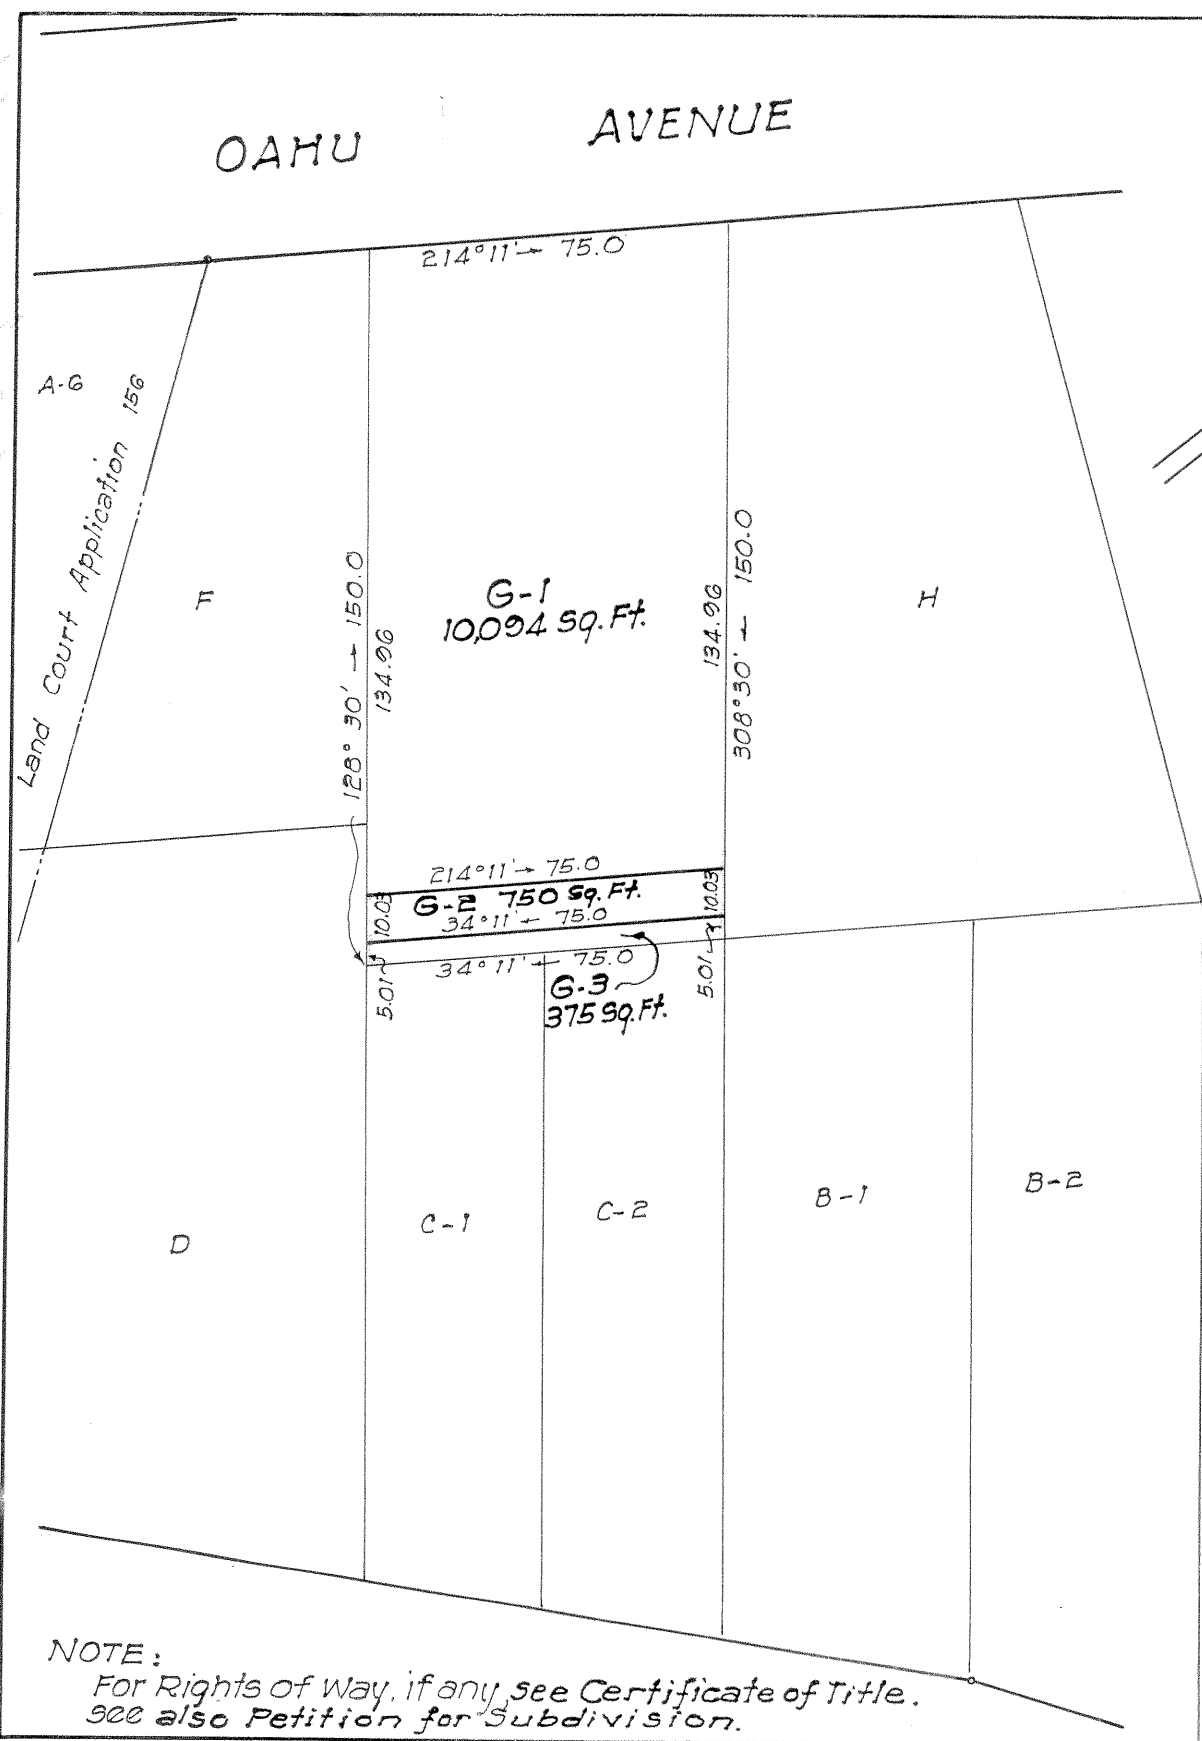 OAHU AVENUE
214°11' → 75.0
A-6
Land Court Application 156
F
128° 30' → 150.0
134.96
G-1
10,094 Sq. Ft.
134.96
308° 30' ← 150.0
H
214°11' → 75.0
10.03
G-2 750 Sq. Ft.
10.03
34°11' ← 75.0
34°11' ← 75.0
5.01
5.01
G-3
375 Sq. Ft.
D
C-1
C-2
B-1
B-2
NOTE:
For Rights of Way, if any, see Certificate of Title.
See also Petition for Subdivision.